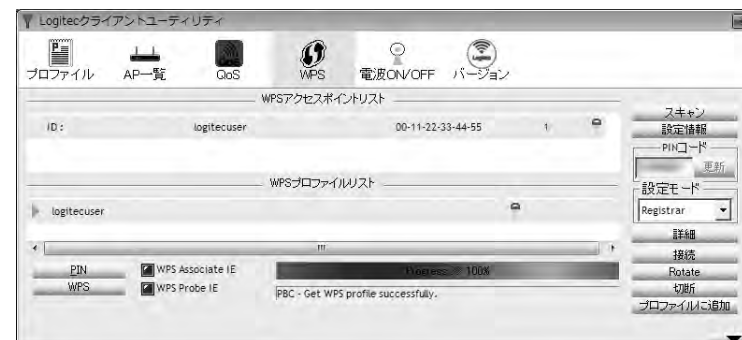 Logitecクライアントユーティリティ
プロファイル AP一覧 QoS WPS 電波ON/OFF バージョン
WPSアクセスポイントリスト
ID : logitecuser 00-11-22-33-44-55 1
スキャン
設定情報
PINコード
更新
WPSプロファイルリスト
設定モード
logitecuser
Registrar
詳細
接続
PIN WPS Associate IE Progress 100%
Rotate
WPS WPS Probe IE PBC - Get WPS profile successfully.
切断
プロファイルに追加